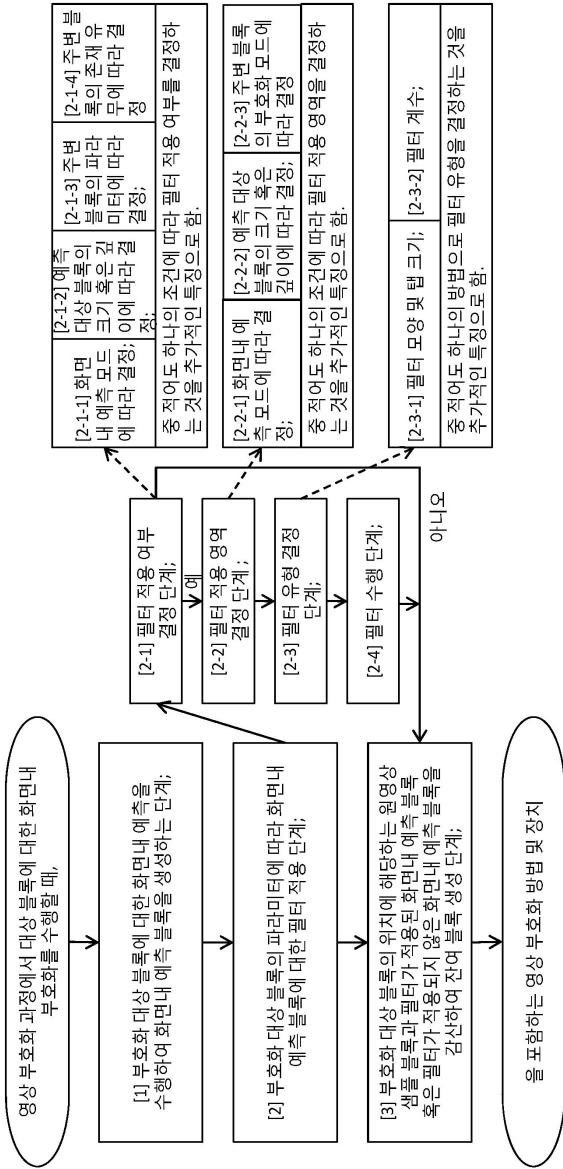 영상 부호화 과정에서 대상 블록에 대한 화면내
부호화를 수행할 때,
[1] 부호화 대상 블록에 대한 화면내 예측을
수행하여 화면내 예측 블록을 생성하는 단계;
[2] 부호화 대상 블록의 파라미터에 따라 화면내
예측 블록에 대한 필터 적용 단계;
[3] 부호화 대상 블록의 위치에 해당하는 원영상
샘플 블록과 필터가 적용된 화면내 예측 블록
혹은 필터가 적용되지 않은 화면내 예측 블록을
감산하여 잔여 블록 생성 단계;
을 포함하는 영상 부호화 방법 및 장치
[2-1] 필터 적용 여부
결정 단계;
예
[2-2] 필터 적용 영역
결정 단계 ;
[2-3] 필터 유형 결정
단계;
[2-4] 필터 수행 단계;
아니오
[2-1-1] 화면
내 예측 모드
에 따라 결정;
[2-1-2] 예측
대상 블록의
크기 혹은 깊
이에 따라 결
정;
[2-1-3] 주변
블록의 파라
미터에 따라
결정;
[2-1-4] 주변 블
록의 존재 유
무에 따라 결
정
중 적어도 하나의 조건에 따라 필터 적용 여부를 결정하
는 것을 추가적인 특징으로 함.
[2-2-1] 화면내 예
측 모드에 따라 결
정;
[2-2-2] 예측 대상
블록의 크기 혹은
깊이에 따라 결정;
[2-2-3] 주변 블록
의 부호화 모드에
따라 결정
중 적어도 하나의 조건에 따라 필터 적용 영역을 결정하
는 것을 추가적인 특징으로 함.
[2-3-1] 필터 모양 및 탭 크기;
[2-3-2] 필터 계수;
중 적어도 하나의 방법으로 필터 유형을 결정하는 것을
추가적인 특징으로 함.